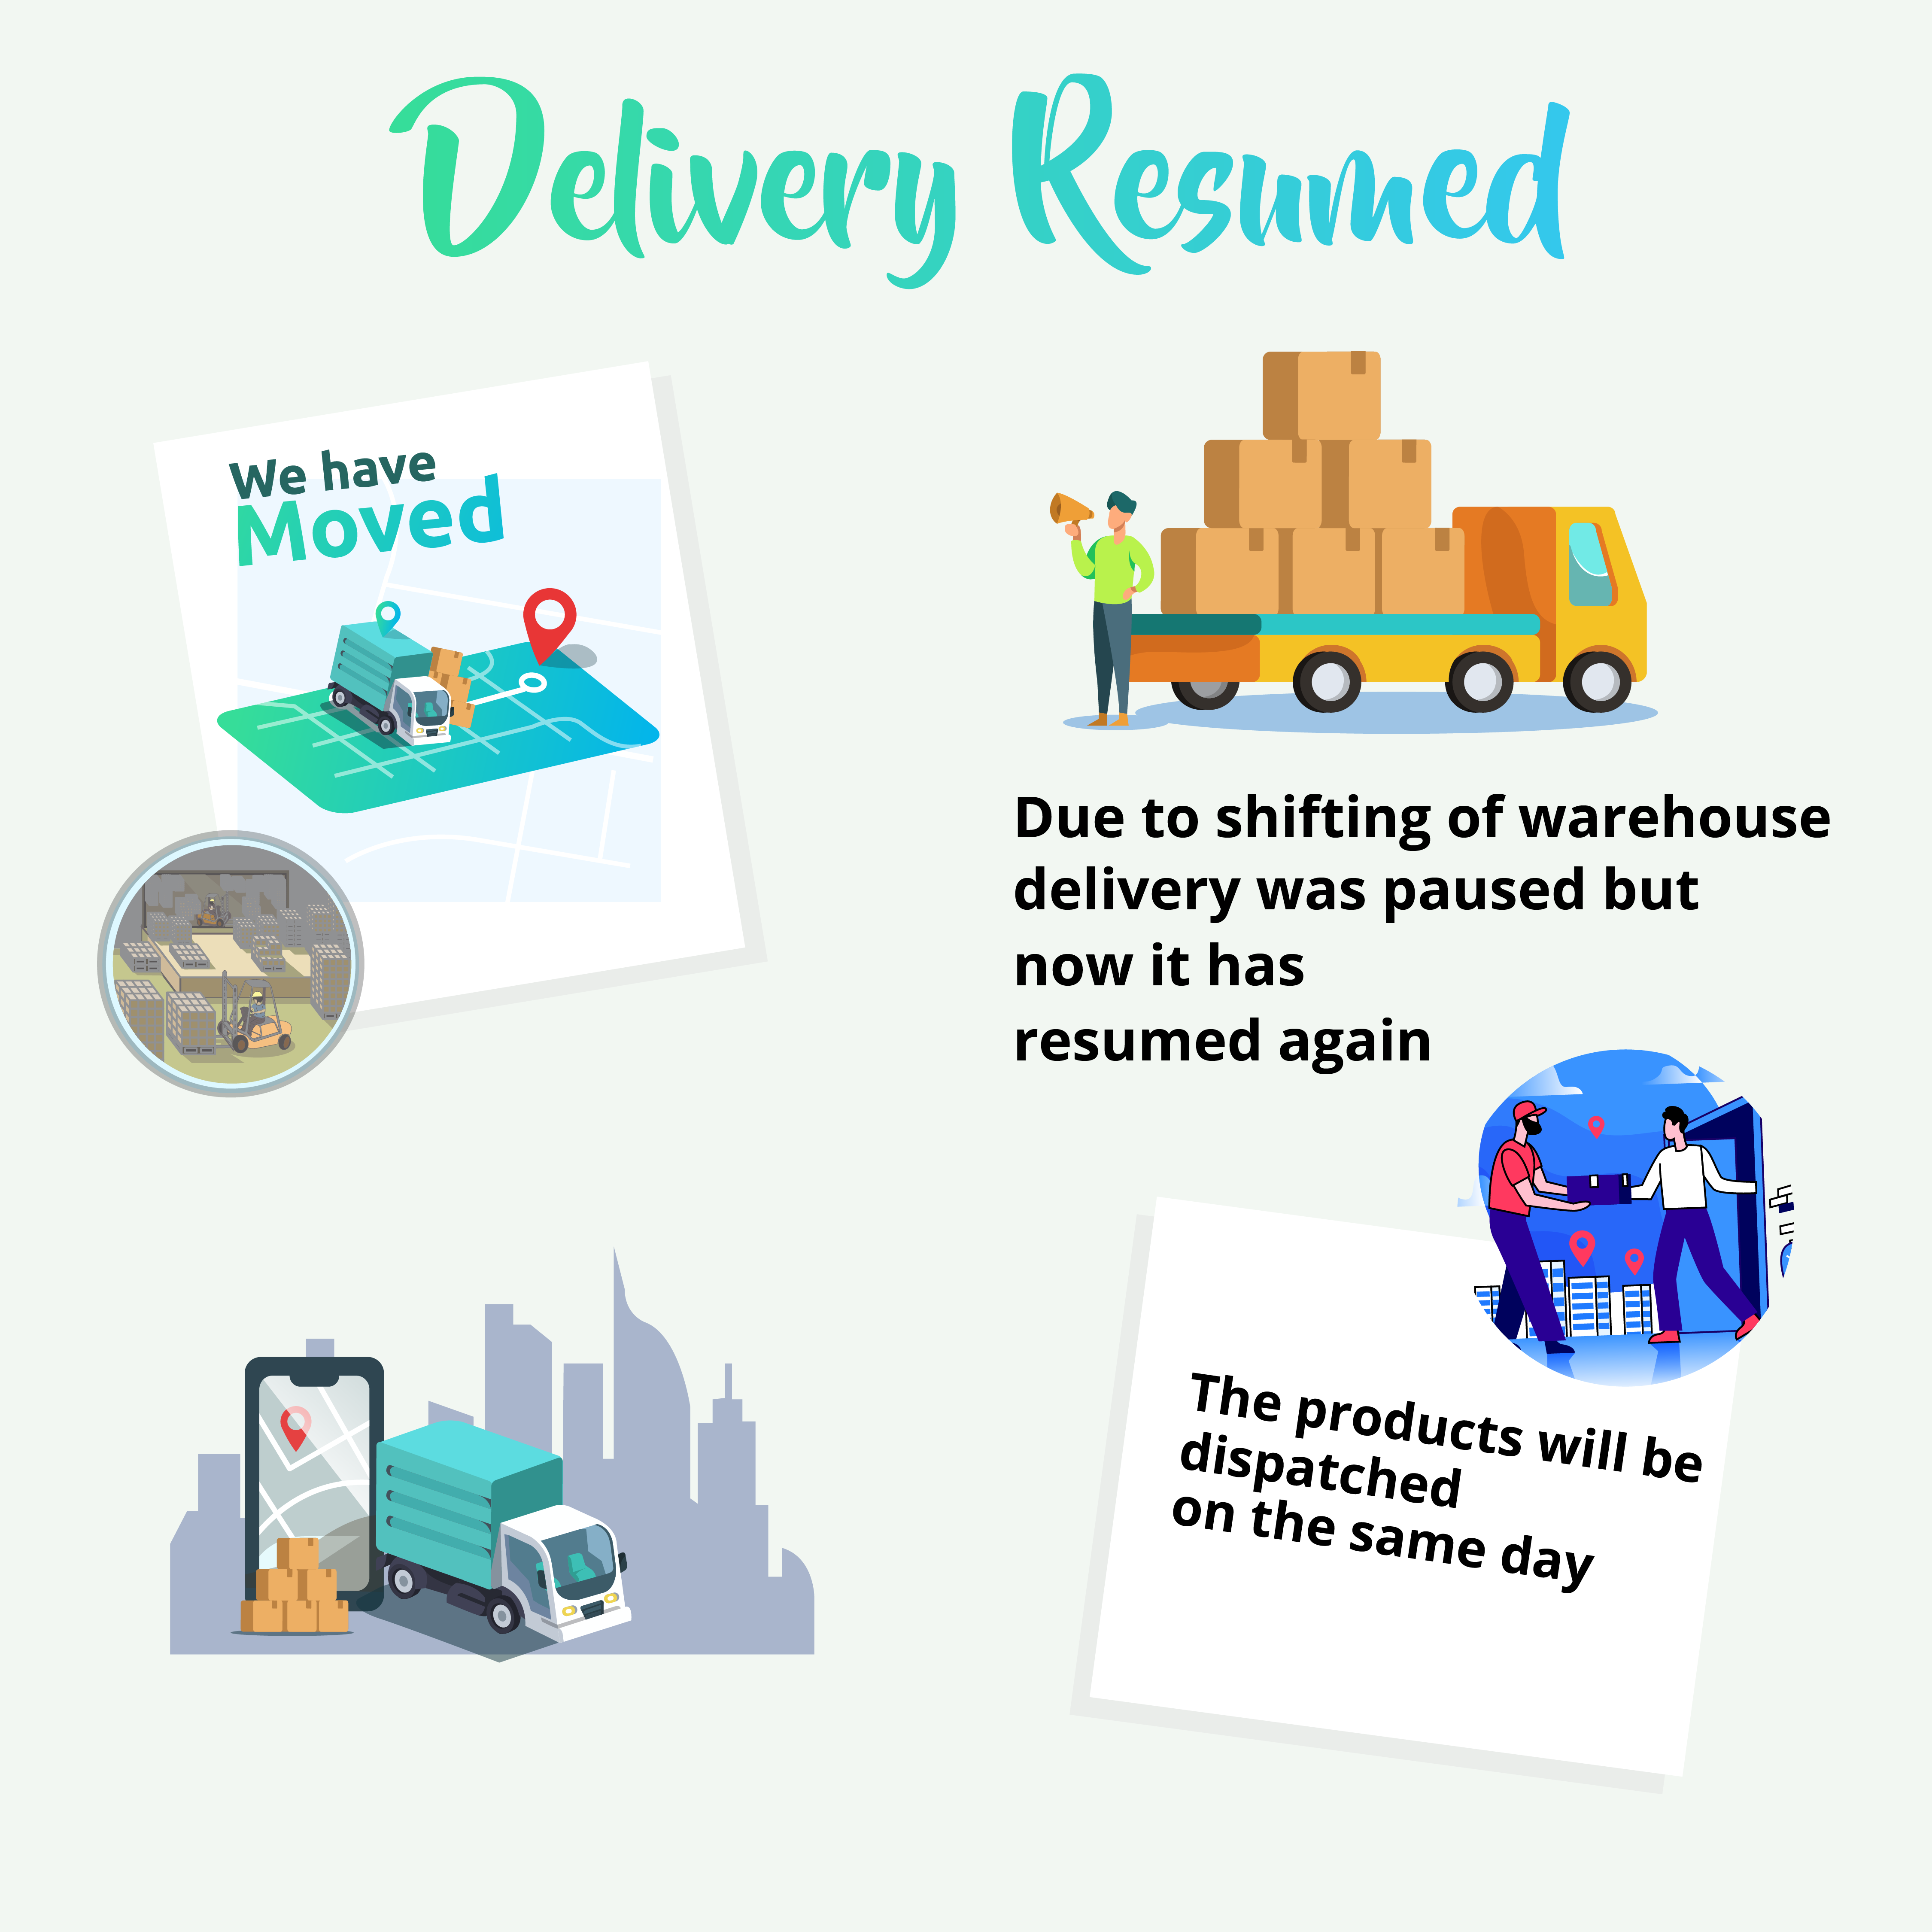 Delivery Resumed
We have
Moved
Due to shifting of warehouse
delivery was paused but
now it has
resumed again
The products will be
dispatched
on the same day